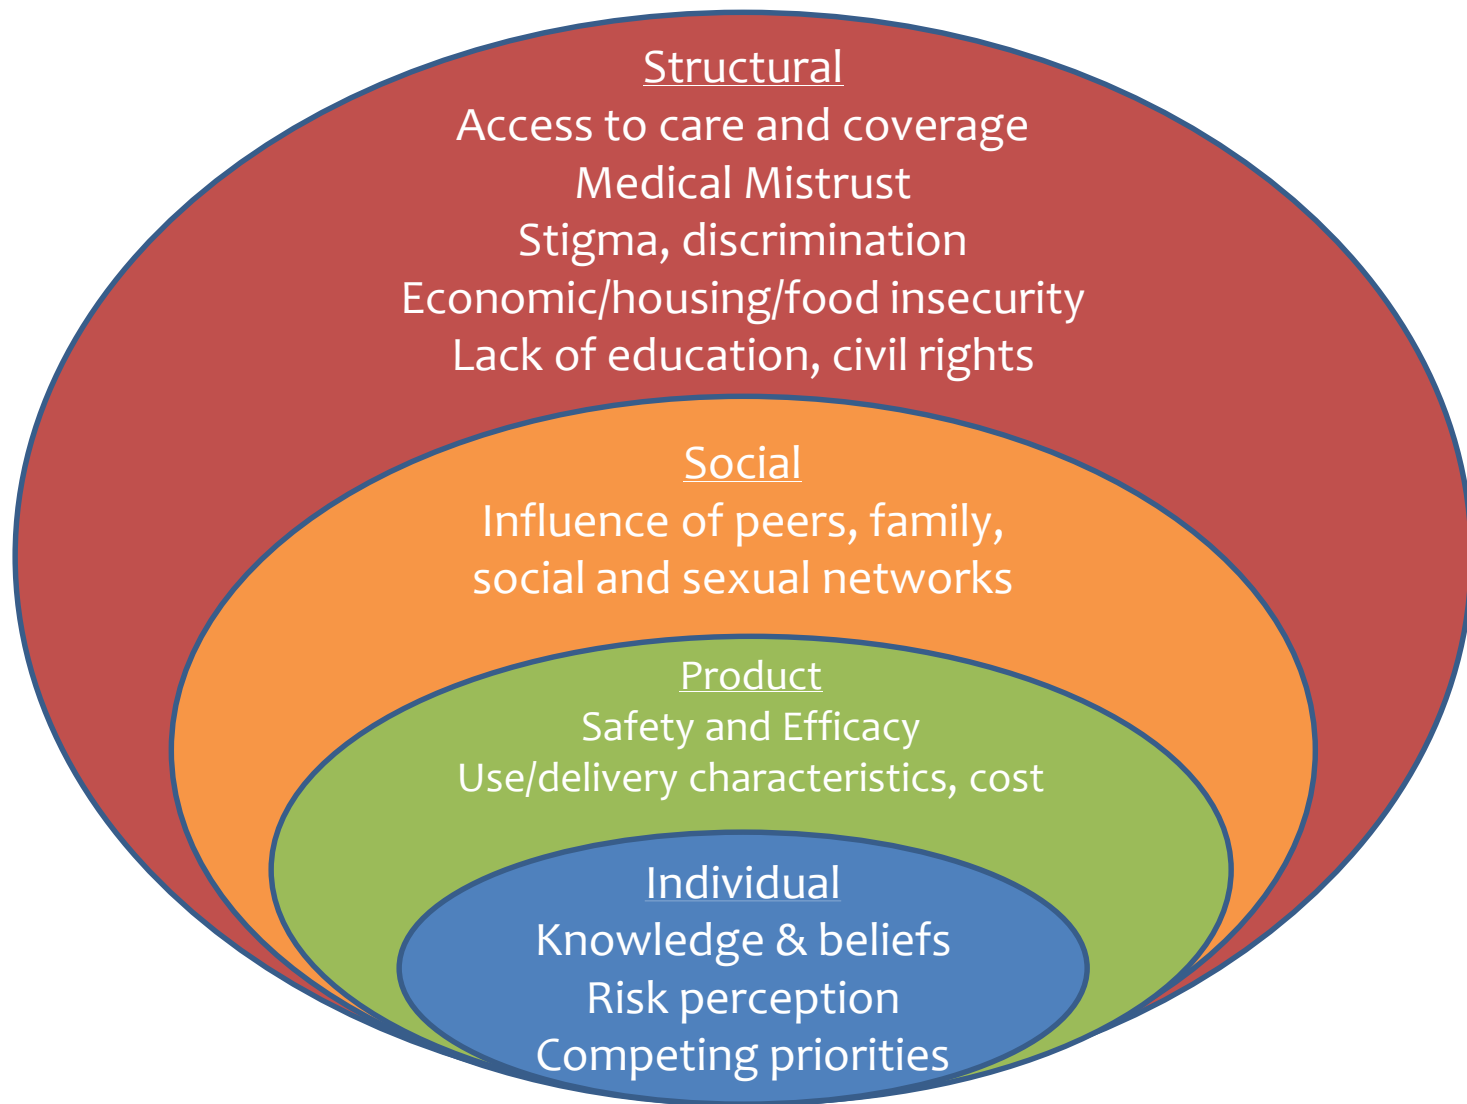 Structural
Access to care and coverage
Medical Mistrust
Stigma, discrimination
Economic/housing/food insecurity
Lack of education, civil rights
Social
Influence of peers, family,
social and sexual networks
Product
Safety and Efficacy
Use/delivery characteristics, cost
Individual
Knowledge & beliefs
Risk perception
Competing priorities